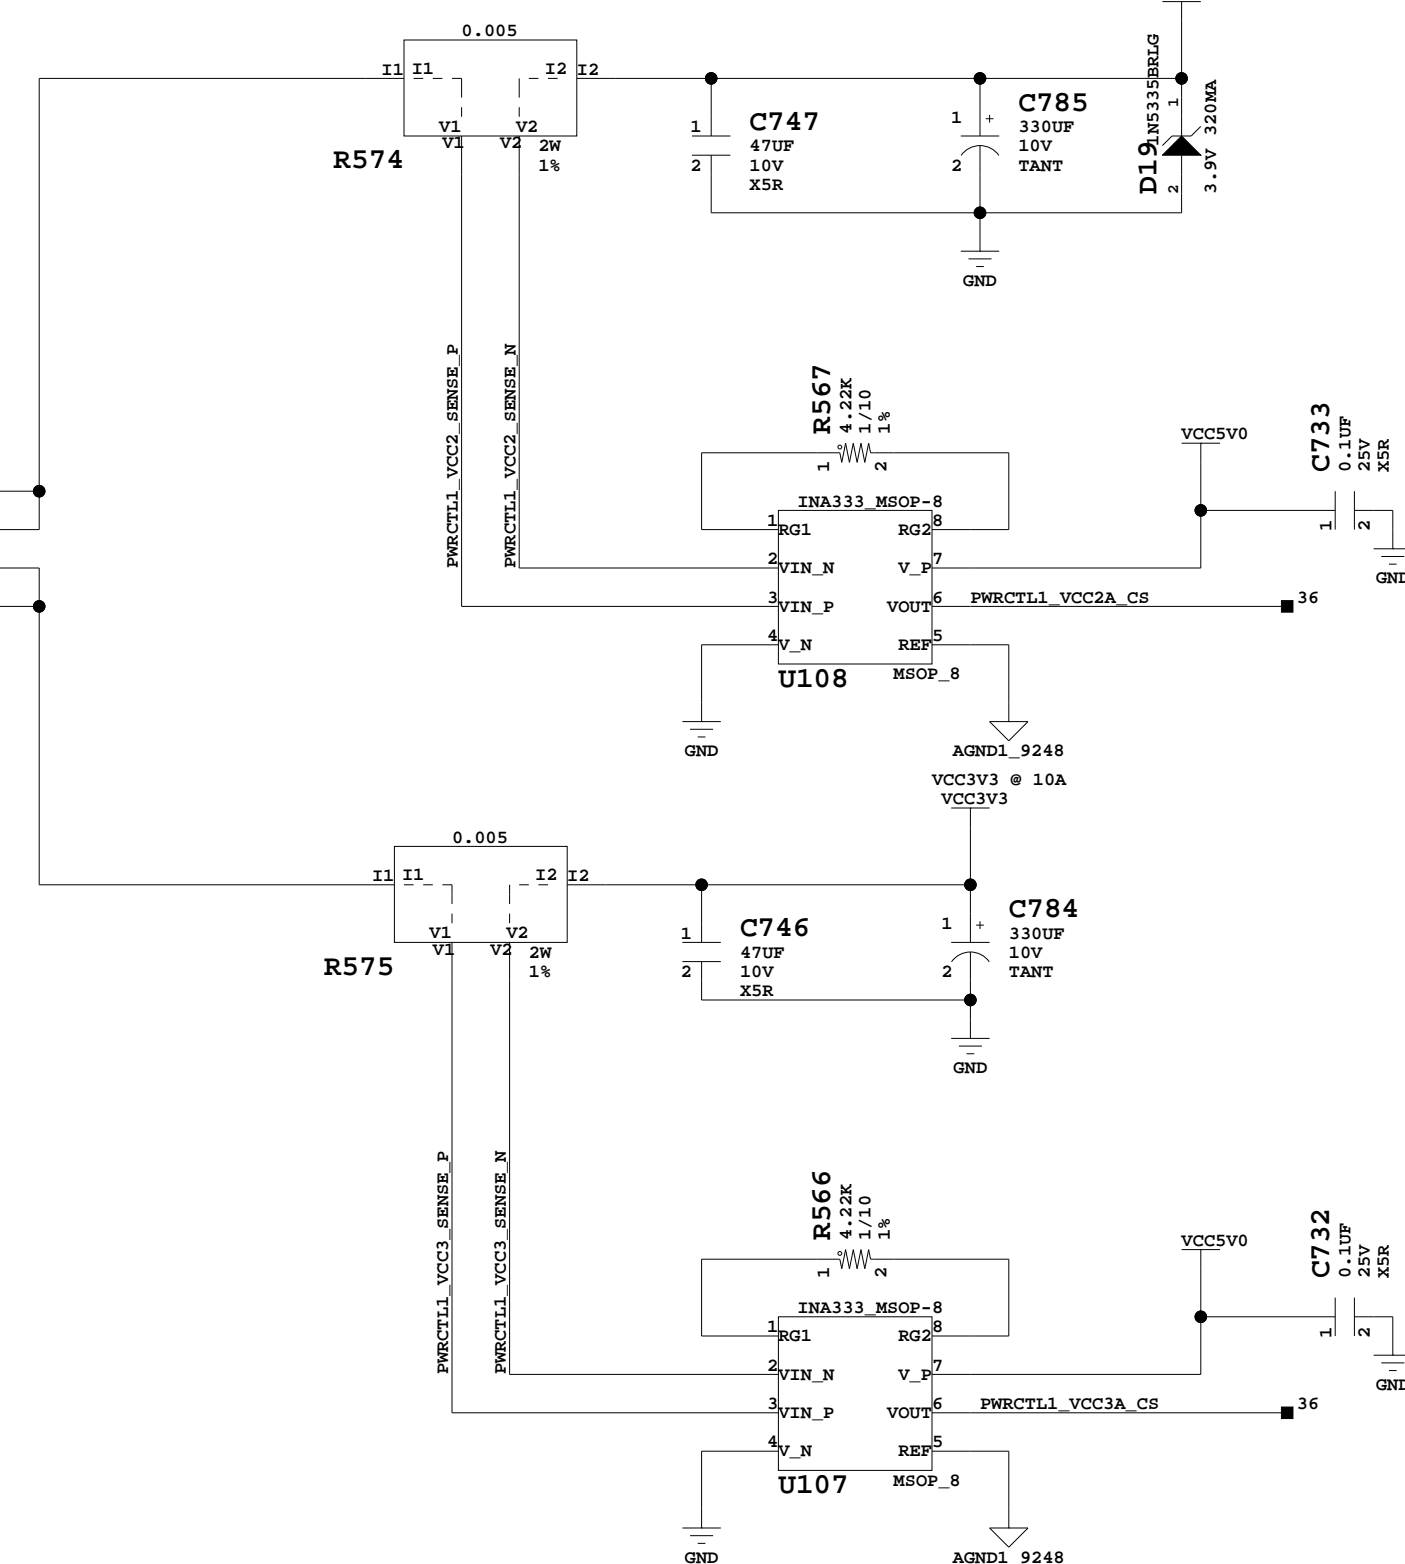 0.005
I1 I1 I2 I2
V1 V2
V1 V2
R574
2W
1%
C747
1
2
47UF
10V
X5R
C785
1 +
2
330UF
10V
TANT
GND
D19
1N5335BRLG
1
2
3.9V 320MA
PWRCTL1_VCC2_SENSE_P
PWRCTL1_VCC2_SENSE_N
R567
4.22K
1/10
1%
1 2
INA333_MSOP-8
1 RG1 RG2 8
2 VIN_N V_P 7
3 VIN_P VOUT 6
4 V_N REF 5
U108
MSOP_8
PWRCTL1_VCC2A_CS
36
VCC5V0
C733
0.1UF
25V
X5R
1 2
GND
GND
AGND1_9248
VCC3V3 @ 10A
VCC3V3
0.005
I1 I1 I2 I2
V1 V2
V1 V2
R575
2W
1%
C746
1
2
47UF
10V
X5R
C784
1 +
2
330UF
10V
TANT
GND
PWRCTL1_VCC3_SENSE_P
PWRCTL1_VCC3_SENSE_N
R566
4.22K
1/10
1%
1 2
INA333_MSOP-8
1 RG1 RG2 8
2 VIN_N V_P 7
3 VIN_P VOUT 6
4 V_N REF 5
U107
MSOP_8
PWRCTL1_VCC3A_CS
36
VCC5V0
C732
0.1UF
25V
X5R
1 2
GND
GND
AGND1_9248